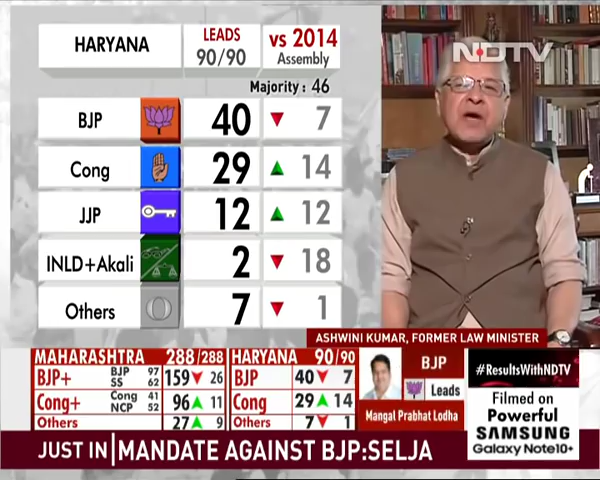 NDTV
HARYANA
LEADS
90/90
vs 2014
Assembly
Majority : 46
BJP 40 7
Cong 29 14
JJP 12 12
INLD+Akali 2 18
Others 7 1
ASHWINI KUMAR, FORMER LAW MINISTER
MAHARASHTRA 288/288
BJP+ BJP 97 SS 62 159 26
Cong+ Cong 41 NCP 52 96 11
Others 27 9
HARYANA 90/90
BJP 40 7
Cong 29 14
Others 7 1
BJP
Leads
Mangal Prabhat Lodha
#ResultsWithNDTV
Filmed on
Powerful
SAMSUNG
Galaxy Note10+
JUST IN MANDATE AGAINST BJP:SELJA